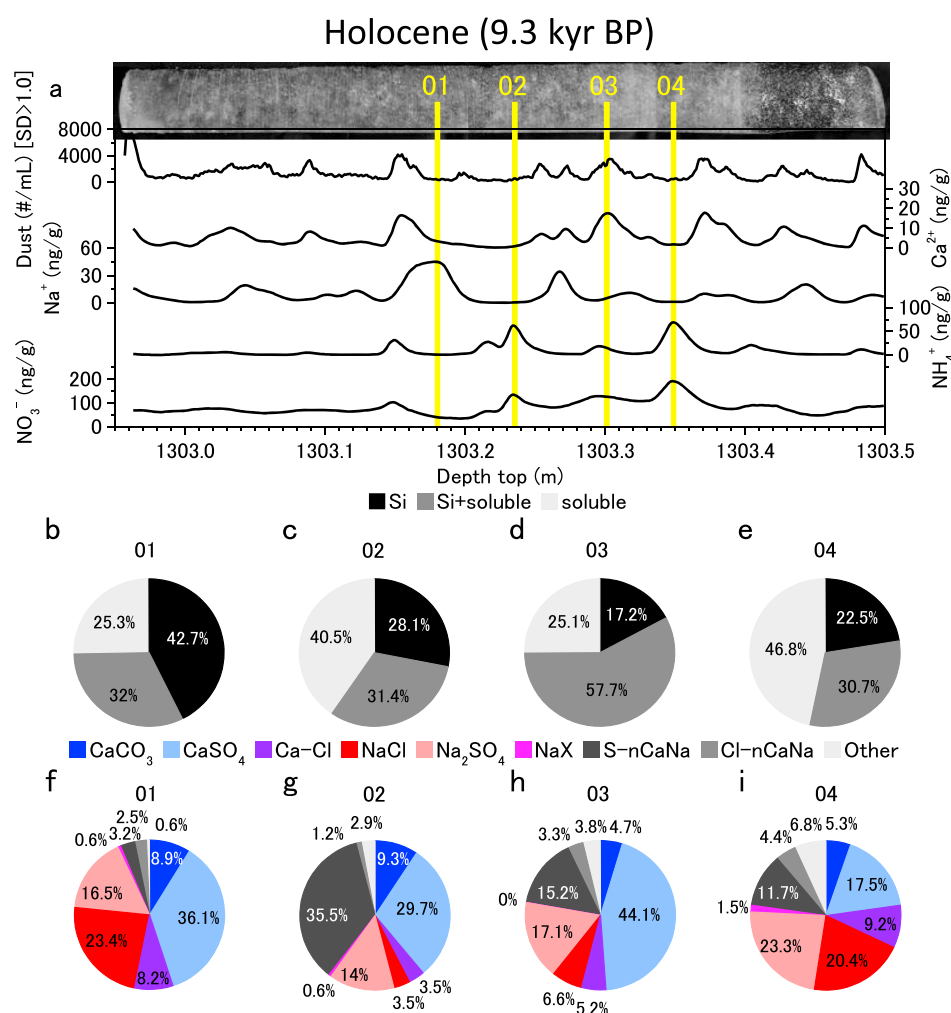 Holocene (9.3 kyr BP)
a
01 02 03 04
Dust (#/mL) [SD>1.0]
8000
4000
0
Ca²⁺ (ng/g)
30
20
10
0
Na⁺ (ng/g)
60
30
0
NH₄⁺ (ng/g)
100
50
0
NO₃⁻ (ng/g)
200
100
0
1303.0 1303.1 1303.2 1303.3 1303.4 1303.5
Depth top (m)
Si Si+soluble soluble
b c d e
01 02 03 04
25.3% 42.7% 32%
40.5% 28.1% 31.4%
25.1% 17.2% 57.7%
46.8% 22.5% 30.7%
CaCO₃ CaSO₄ Ca-Cl NaCl Na₂SO₄ NaX S-nCaNa Cl-nCaNa Other
f g h i
01 02 03 04
0.6% 3.2% 2.5% 0.6% 8.9% 36.1% 8.2% 23.4% 16.5%
1.2% 2.9% 9.3% 29.7% 3.5% 3.5% 14% 0.6% 35.5%
3.3% 3.8% 4.7% 44.1% 5.2% 6.6% 17.1% 0% 15.2%
4.4% 6.8% 5.3% 17.5% 9.2% 20.4% 23.3% 1.5% 11.7%